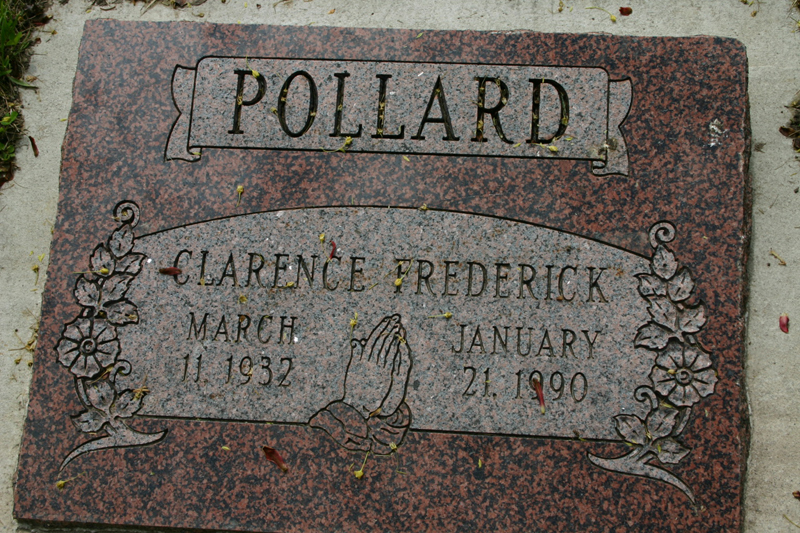 POLLARD
CLARENCE FREDERICK
MARCH JANUARY
11, 1932 21, 1990